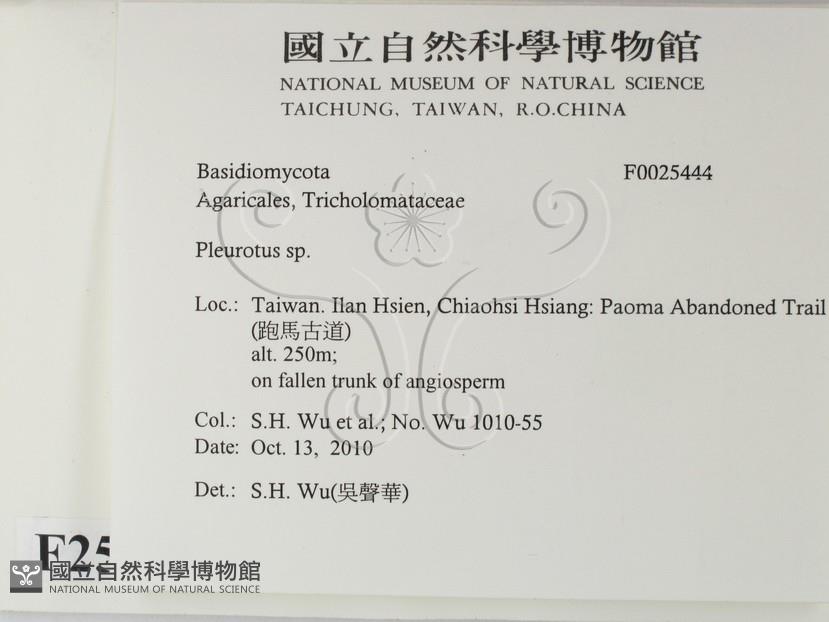 國立自然科學博物館
NATIONAL MUSEUM OF NATURAL SCIENCE
TAICHUNG, TAIWAN, R.O.CHINA
Basidiomycota F0025444
Agaricales, Tricholomataceae
Pleurotus sp.
Loc.: Taiwan. Ilan Hsien, Chiaohsi Hsiang: Paoma Abandoned Trail
(跑馬古道)
alt. 250m;
on fallen trunk of angiosperm
Col.: S.H. Wu et al.; No. Wu 1010-55
Date: Oct. 13, 2010
Det.: S.H. Wu(吳聲華)
F25
國立自然科學博物館
NATIONAL MUSEUM OF NATURAL SCIENCE